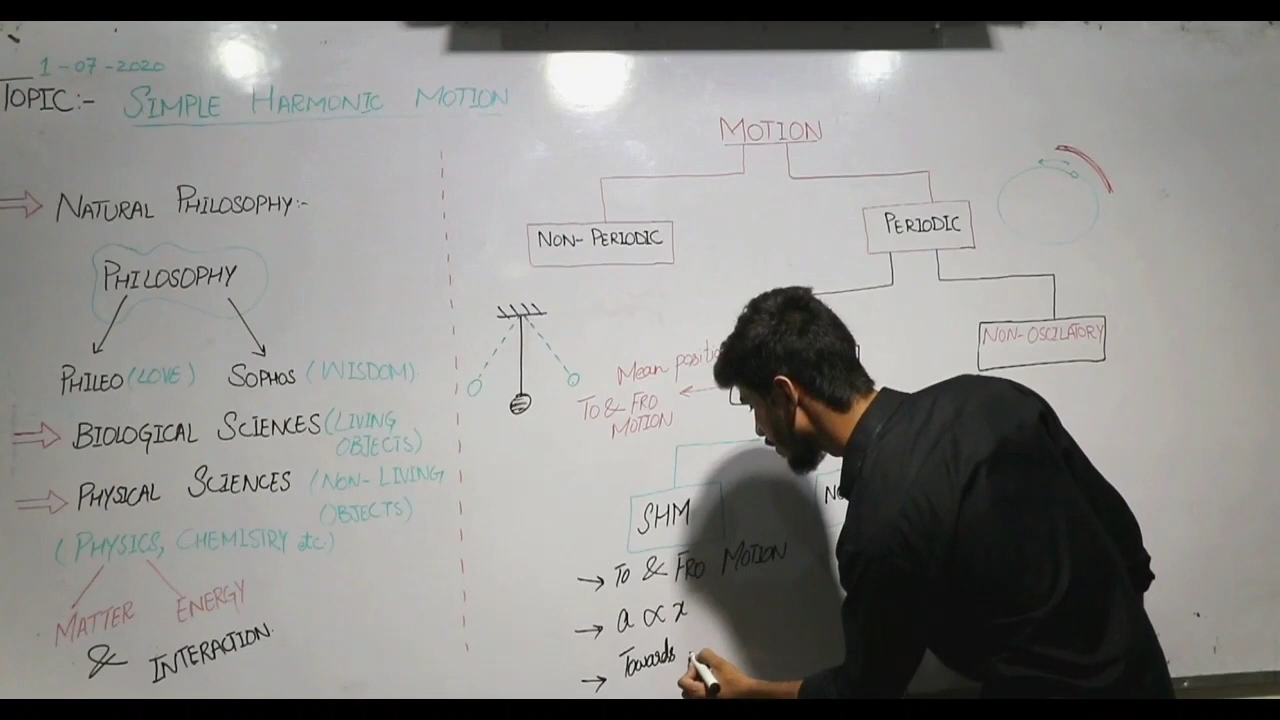 1-07-2020
TOPIC:- SIMPLE HARMONIC MOTION
NATURAL PHILOSOPHY:-
PHILOSOPHY
PHILEO (LOVE) SOPHOS (WISDOM)
BIOLOGICAL SCIENCES (LIVING
OBJECTS)
PHYSICAL SCIENCES (NON-LIVING
OBJECTS)
(PHYSICS, CHEMISTRY etc)
MATTER ENERGY
& INTERACTION.
MOTION
NON-PERIODIC
PERIODIC
NON-OSCILATORY
Mean positi
TO & FRO
MOTION
SHM
→ TO & FRO MOTION
→ a ∝ x
→ Towards